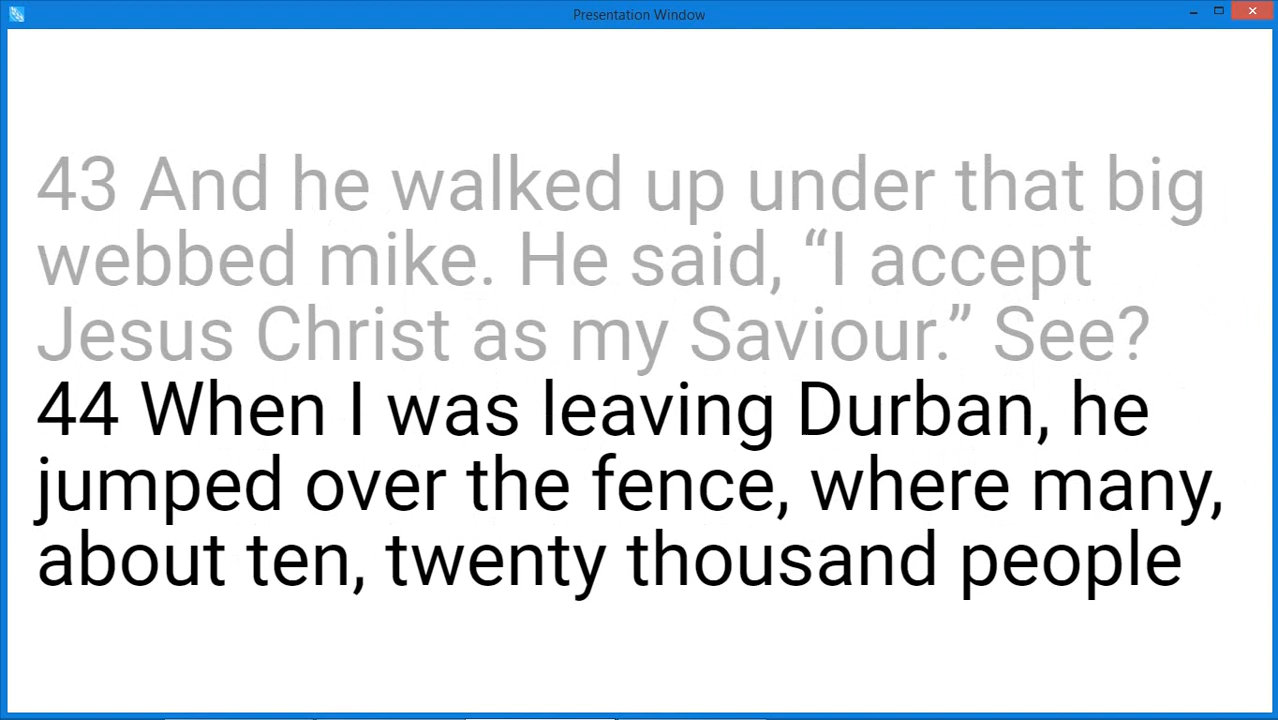 Presentation Window
43 And he walked up under that big
webbed mike. He said, “I accept
Jesus Christ as my Saviour.” See?
44 When I was leaving Durban, he
jumped over the fence, where many,
about ten, twenty thousand people